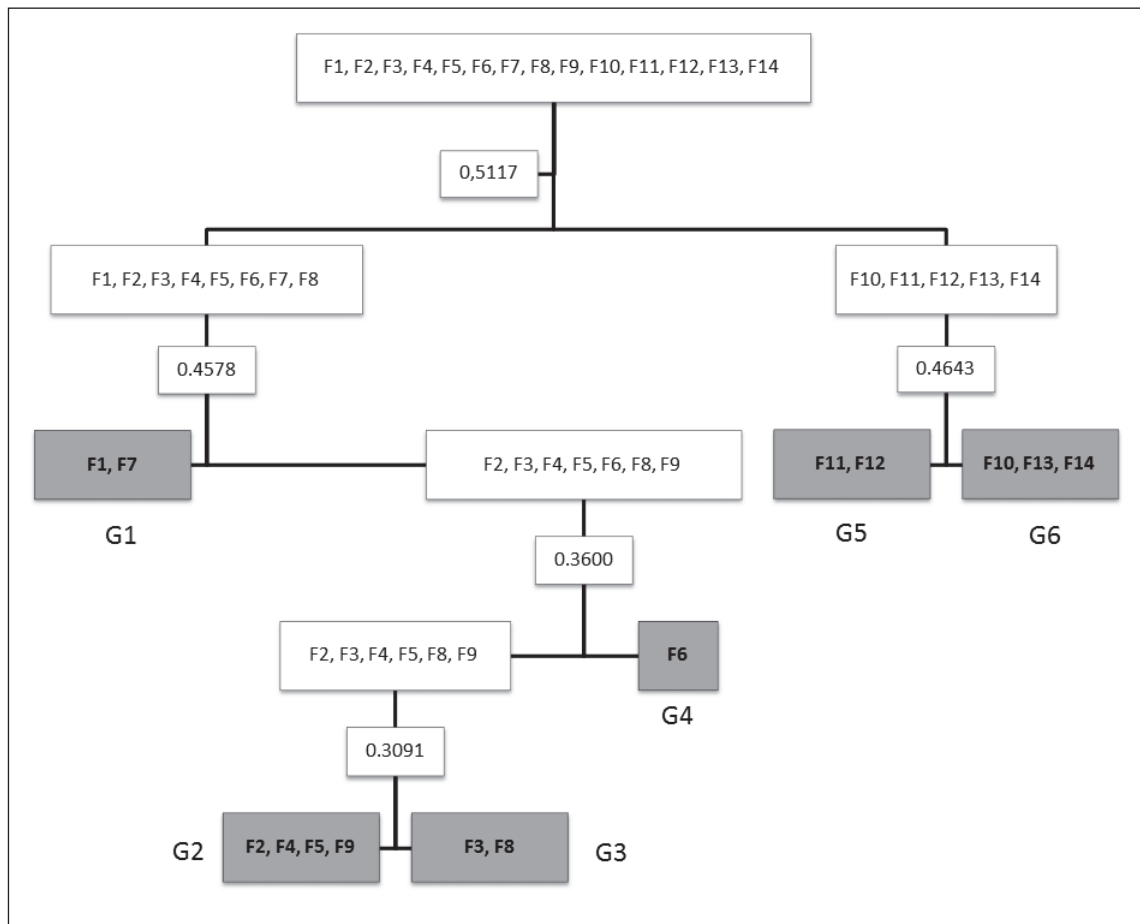 F1, F2, F3, F4, F5, F6, F7, F8, F9, F10, F11, F12, F13, F14
0,5117
F1, F2, F3, F4, F5, F6, F7, F8
F10, F11, F12, F13, F14
0.4578
0.4643
F1, F7
F2, F3, F4, F5, F6, F8, F9
F11, F12
F10, F13, F14
G1
G5
G6
0.3600
F2, F3, F4, F5, F8, F9
F6
G4
0.3091
G2
F2, F4, F5, F9
F3, F8
G3